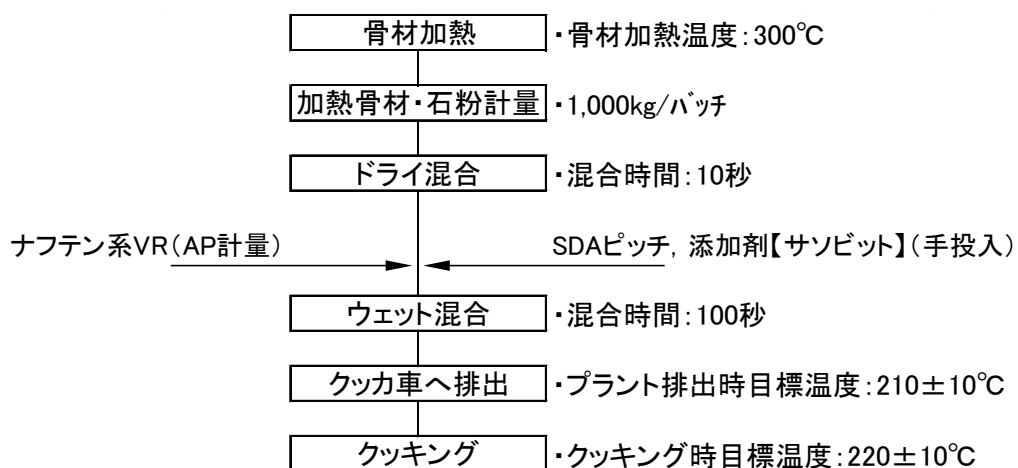 骨材加熱 ・骨材加熱温度:300℃
加熱骨材・石粉計量 ・1,000kg/ﾊﾞｯﾁ
ドライ混合 ・混合時間:10秒
ナフテン系VR(AP計量) SDAピッチ, 添加剤【サソビット】(手投入)
ウェット混合 ・混合時間:100秒
クッカ車へ排出 ・プラント排出時目標温度:210±10℃
クッキング ・クッキング時目標温度:220±10℃